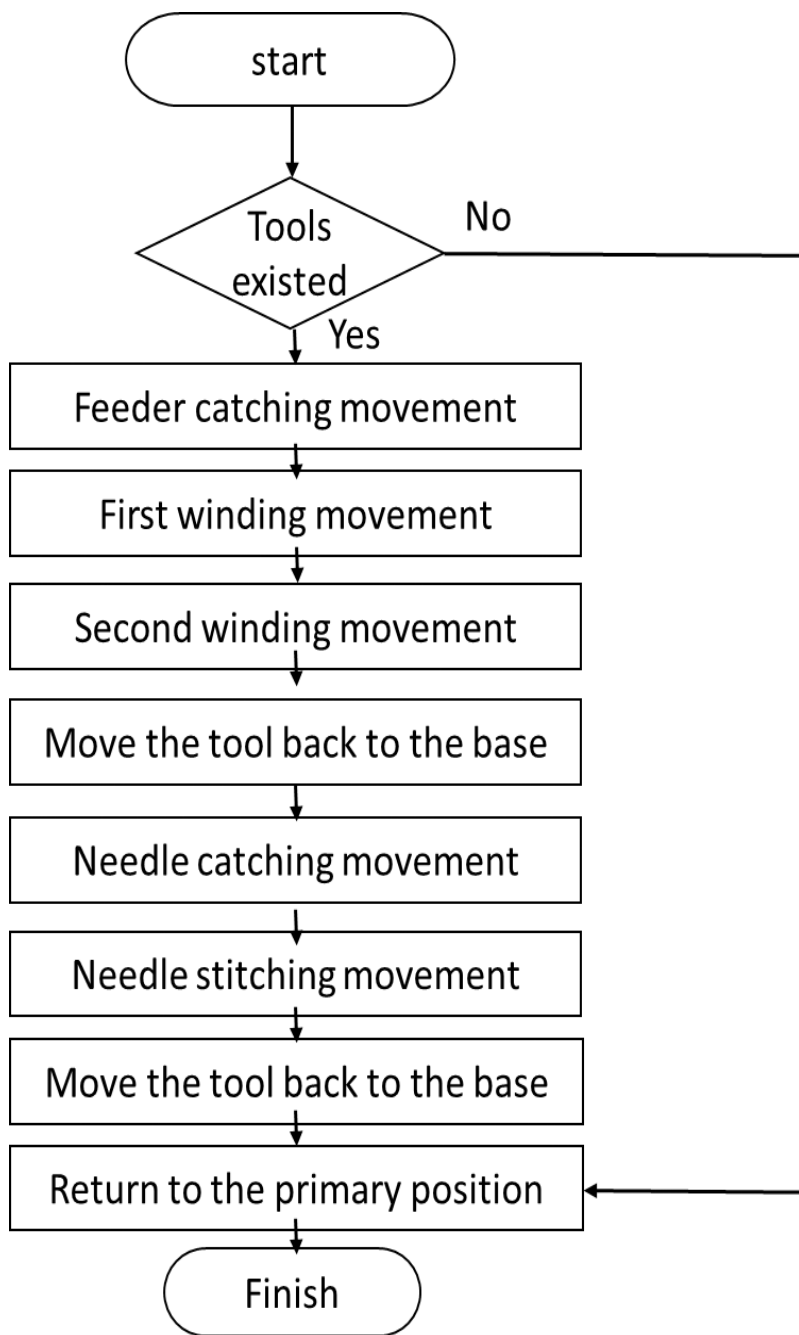 start
Tools
existed
No
Yes
Feeder catching movement
First winding movement
Second winding movement
Move the tool back to the base
Needle catching movement
Needle stitching movement
Move the tool back to the base
Return to the primary position
Finish